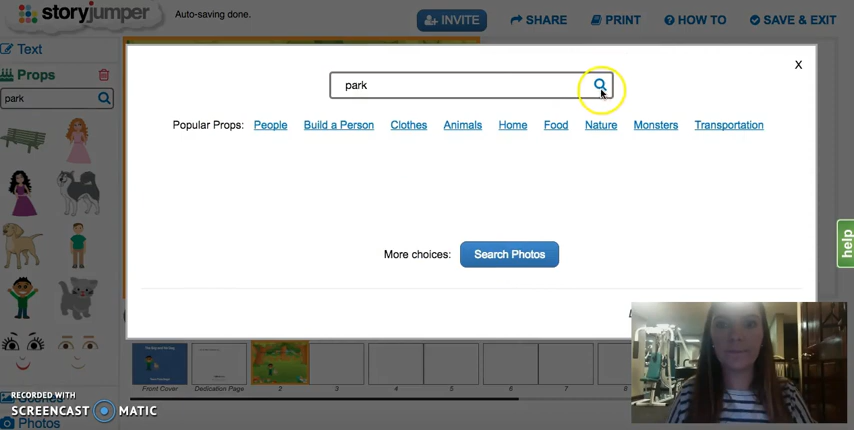 storyjumper
Auto-saving done.
INVITE
SHARE
PRINT
HOW TO
SAVE & EXIT
Text
Props
park
X
park
Popular Props: People Build a Person Clothes Animals Home Food Nature Monsters Transportation
More choices: Search Photos
help
Front Cover
Dedication Page
2
3
4
5
6
7
8
RECORDED WITH
SCREENCAST MATIC
Photos